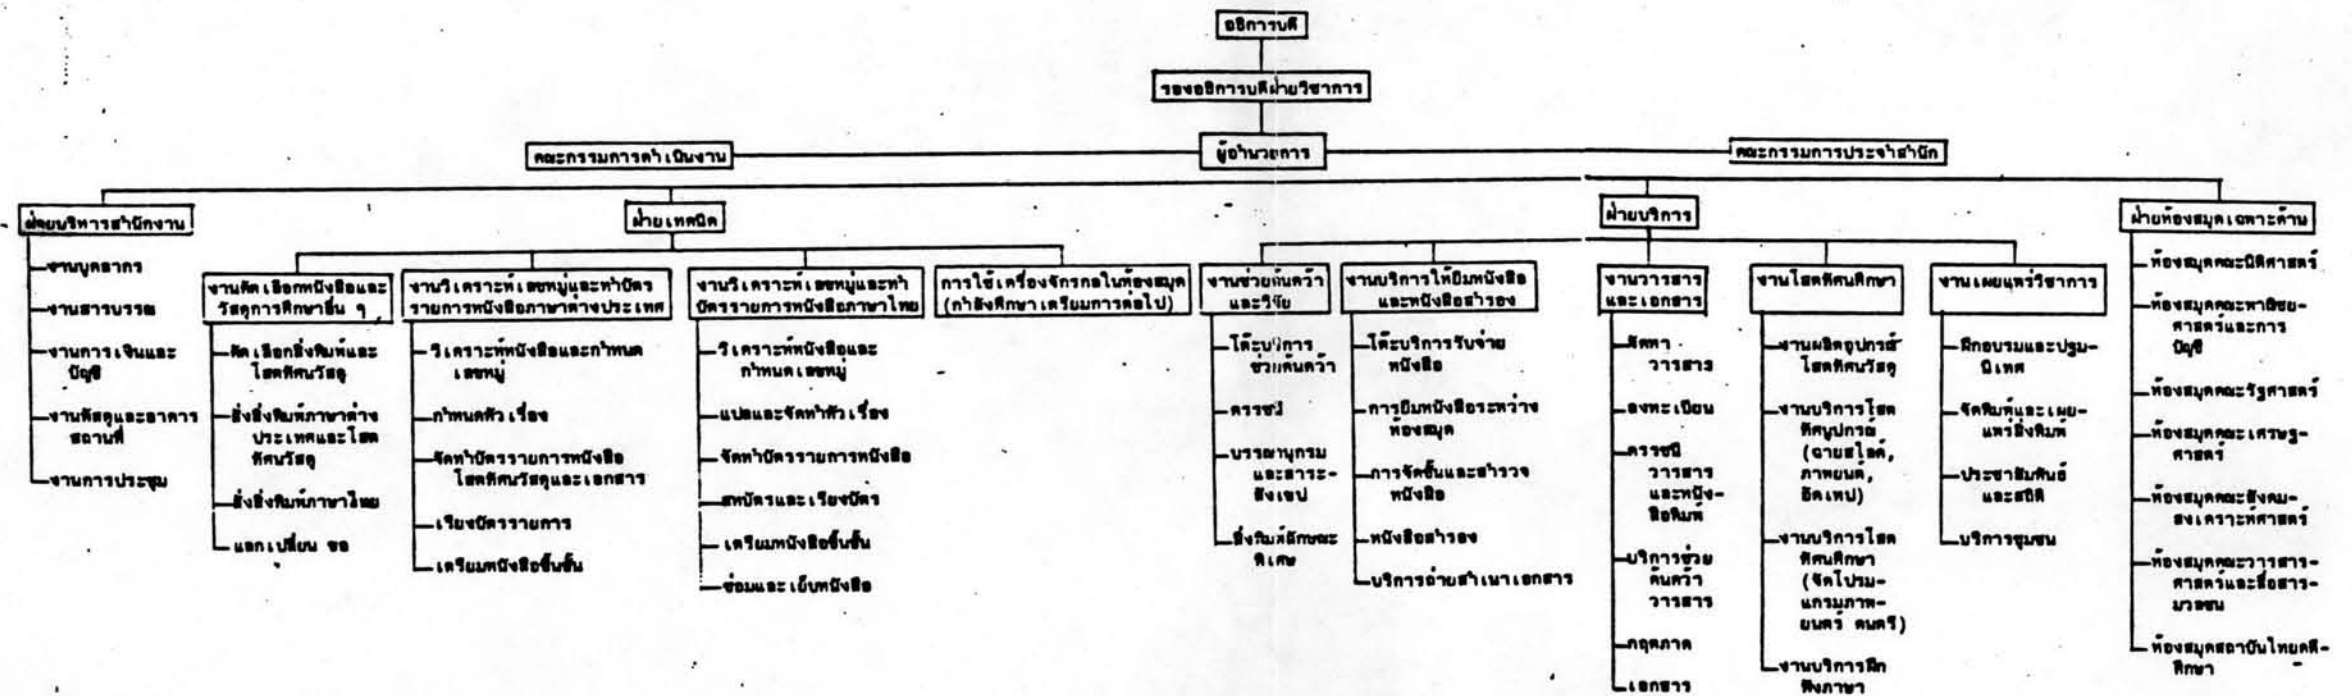 อธิการบดี
รองอธิการบดีฝ่ายวิชาการ
คณะกรรมการดำเนินงาน
ผู้อำนวยการ
คณะกรรมการประจำสำนัก
ฝ่ายบริหารสำนักงาน
ฝ่ายเทคนิค
ฝ่ายบริการ
ฝ่ายห้องสมุดเฉพาะด้าน
งานบุคลากร
งานสารบรรณ
งานการเงินและ
บัญชี
งานพัสดุและอาคาร
สถานที่
งานการประชุม
งานคัดเลือกหนังสือและ
วัสดุการศึกษาอื่น ๆ
คัดเลือกสิ่งพิมพ์และ
โสตทัศนวัสดุ
สั่งสิ่งพิมพ์ภาษาต่าง
ประเทศและโสต
ทัศนวัสดุ
สั่งสิ่งพิมพ์ภาษาไทย
แลกเปลี่ยน ขอ
งานวิเคราะห์เลขหมู่และทำบัตร
รายการหนังสือภาษาต่างประเทศ
วิเคราะห์หนังสือและกำหนด
เลขหมู่
กำหนดหัวเรื่อง
จัดทำบัตรรายการหนังสือ
โสตทัศนวัสดุและเอกสาร
เรียงบัตรรายการ
เตรียมหนังสือขึ้นชั้น
งานวิเคราะห์เลขหมู่และทำ
บัตรรายการหนังสือภาษาไทย
วิเคราะห์หนังสือและ
กำหนดเลขหมู่
แปลและจัดทำหัวเรื่อง
จัดทำบัตรรายการหนังสือ
สหบัตรและเรียงบัตร
เตรียมหนังสือขึ้นชั้น
ซ่อมและเย็บหนังสือ
การใช้เครื่องจักรกลในห้องสมุด
(กำลังศึกษาเตรียมการต่อไป)
งานช่วยค้นคว้า
และวิจัย
โต๊ะบริการ
ช่วยค้นคว้า
ดรรชนี
บรรณานุกรม
และสาระ-
สังเขป
สิ่งพิมพ์ลักษณะ
พิเศษ
งานบริการให้ยืมหนังสือ
และหนังสือสำรอง
โต๊ะบริการรับจ่าย
หนังสือ
การยืมหนังสือระหว่าง
ห้องสมุด
การจัดชั้นและสำรวจ
หนังสือ
หนังสือสำรอง
บริการถ่ายสำเนาเอกสาร
งานวารสาร
และเอกสาร
จัดหา
วารสาร
ลงทะเบียน
ดรรชนี
วารสาร
และหนัง-
สือพิมพ์
บริการช่วย
ค้นคว้า
วารสาร
กฤตภาค
เอกสาร
งานโสตทัศนศึกษา
งานผลิตอุปกรณ์
โสตทัศนวัสดุ
งานบริการโสต
ทัศนูปกรณ์
(ฉายสไลด์,
ภาพยนต์,
อัดเทป)
งานบริการโสต
ทัศนศึกษา
(จัดโปรม-
แกรมภาพ-
ยนตร์ ดนตรี)
งานบริการฝึก
ฟังภาษา
งานเผยแพร่วิชาการ
ฝึกอบรมและปฐม-
นิเทศ
จัดพิมพ์และเผย-
แพร่สิ่งพิมพ์
ประชาสัมพันธ์
และสถิติ
บริการชุมชน
ห้องสมุดคณะนิติศาสตร์
ห้องสมุดคณะพาณิชย-
ศาสตร์และการ
บัญชี
ห้องสมุดคณะรัฐศาสตร์
ห้องสมุดคณะเศรษฐ-
ศาสตร์
ห้องสมุดคณะสังคม-
สงเคราะห์ศาสตร์
ห้องสมุดคณะวารสาร-
ศาสตร์และสื่อสาร-
มวลชน
ห้องสมุดสถาบันไทยคดี-
ศึกษา